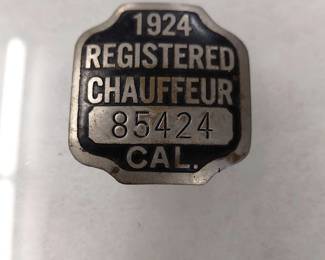 1924
REGISTERED
CHAUFFEUR
85424
CAL.